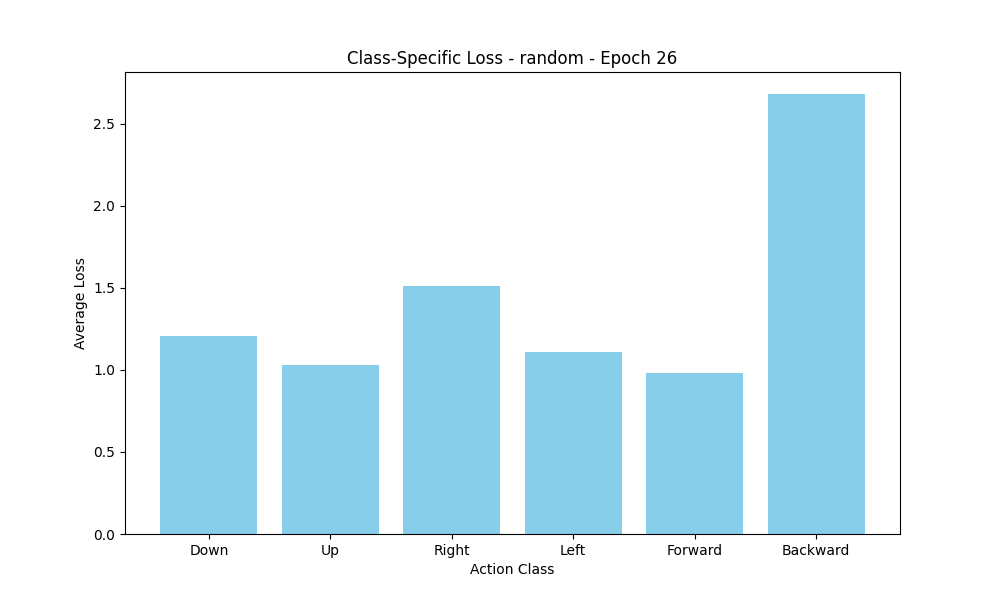 Class-Specific Loss - random - Epoch 26
Average Loss
2.5
2.0
1.5
1.0
0.5
0.0
Down Up Right Left Forward Backward
Action Class